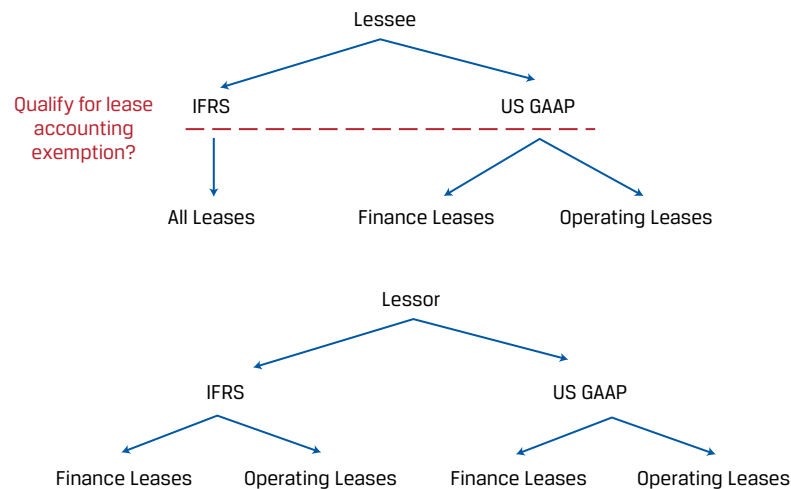 Lessee
Qualify for lease
accounting
exemption?
IFRS
US GAAP
All Leases
Finance Leases
Operating Leases
Lessor
IFRS
US GAAP
Finance Leases
Operating Leases
Finance Leases
Operating Leases